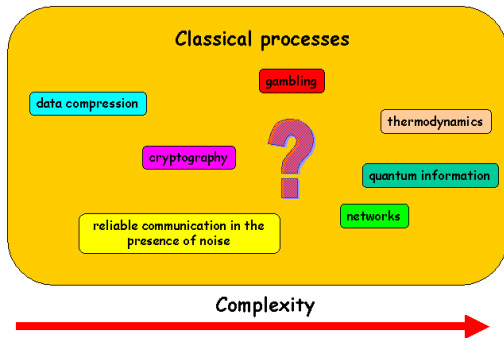 Classical processes
gambling
data compression
thermodynamics
?
cryptography
quantum information
networks
reliable communication in the
presence of noise
Complexity